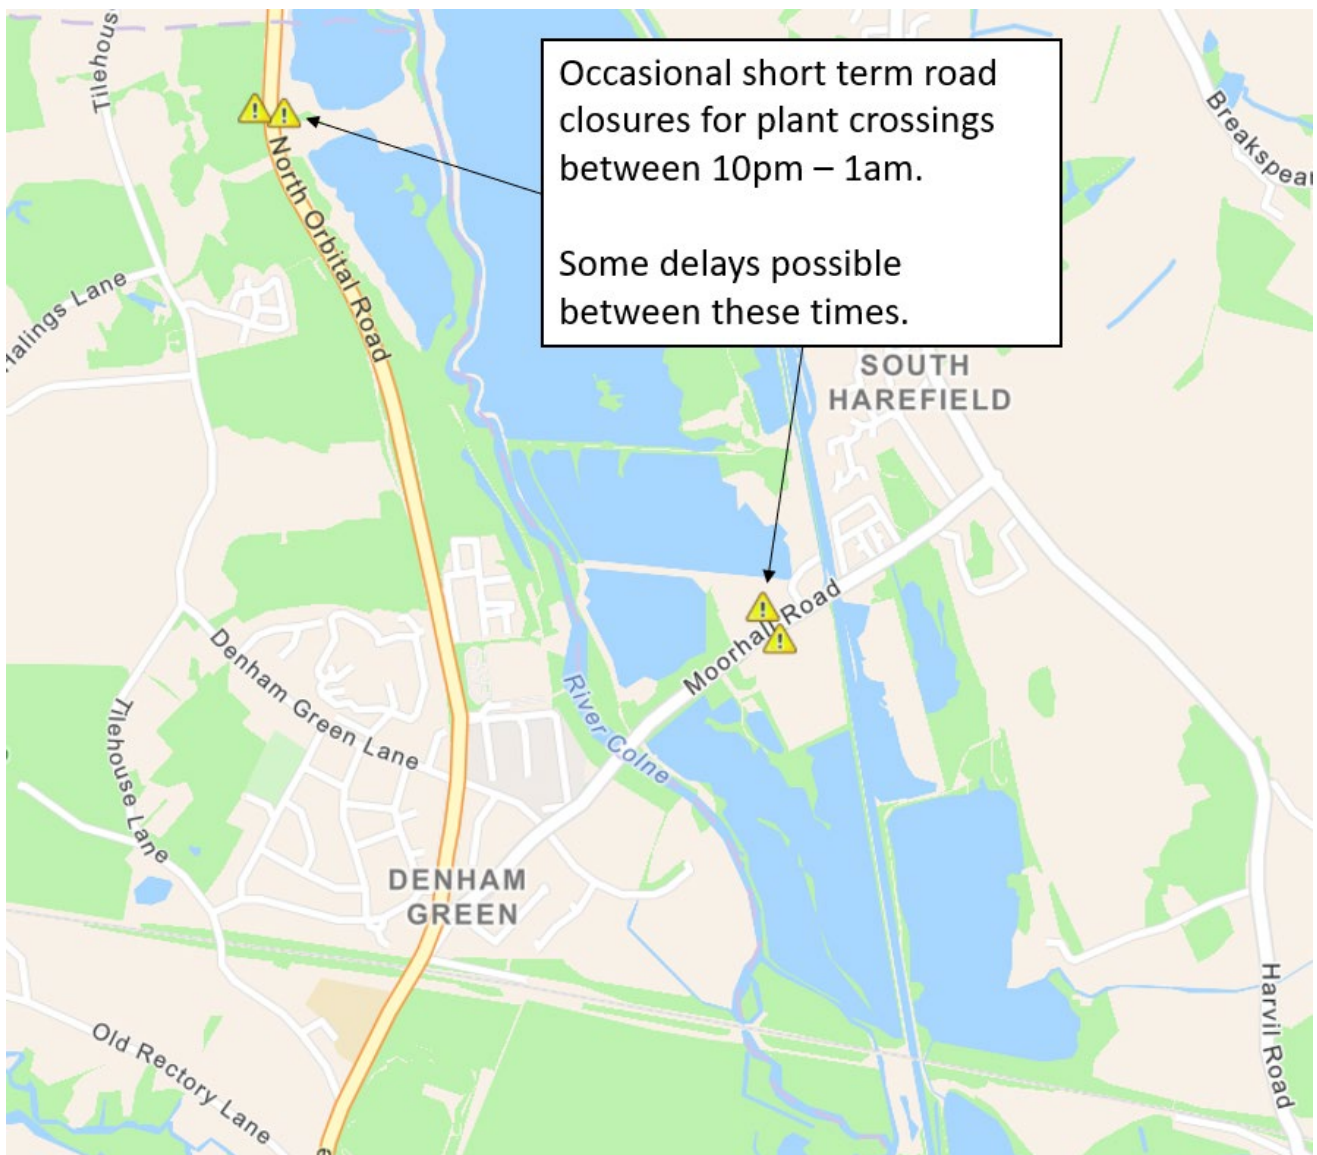 Tilehous
Occasional short term road
closures for plant crossings
between 10pm – 1am.
Some delays possible
between these times.
Breakspear
North Orbital Road
Halings Lane
SOUTH
HAREFIELD
Moorhall Road
Denham Green Lane
River Colne
Tilehouse Lane
DENHAM
GREEN
Harvil Road
Old Rectory Lane